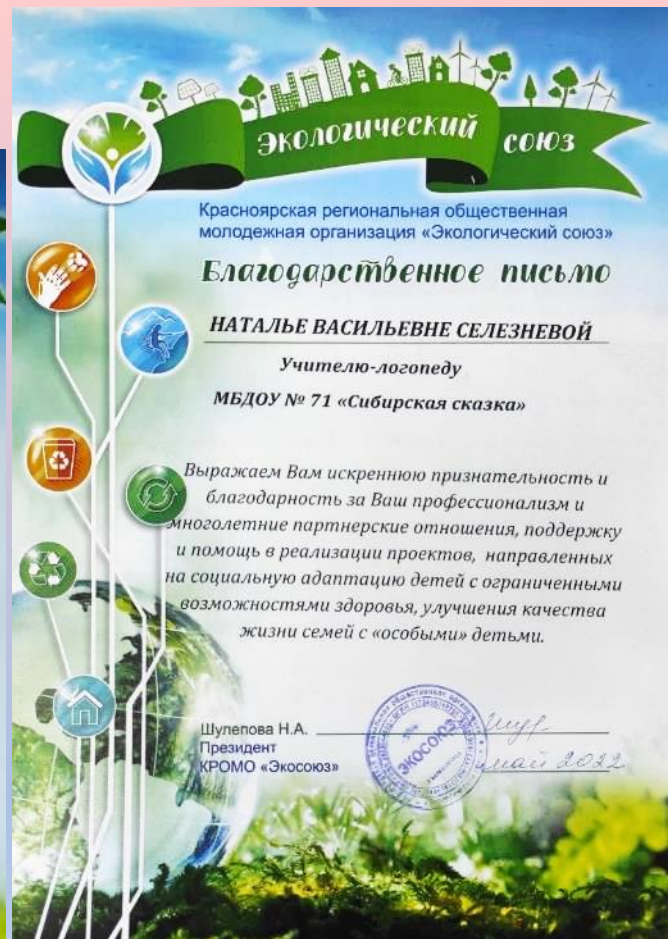 Экологический союз
Красноярская региональная общественная
молодежная организация «Экологический союз»
Благодарственное письмо
НАТАЛЬЕ ВАСИЛЬЕВНЕ СЕЛЕЗНЕВОЙ
Учителю-логопеду
МБДОУ № 71 «Сибирская сказка»
Выражаем Вам искреннюю признательность и
благодарность за Ваш профессионализм и
многолетние партнерские отношения, поддержку
и помощь в реализации проектов, направленных
на социальную адаптацию детей с ограниченными
возможностями здоровья, улучшения качества
жизни семей с «особыми» детьми.
Шулепова Н.А.
Президент
КРОМО «Экосоюз»
ЭКОСОЮЗ
май 2022